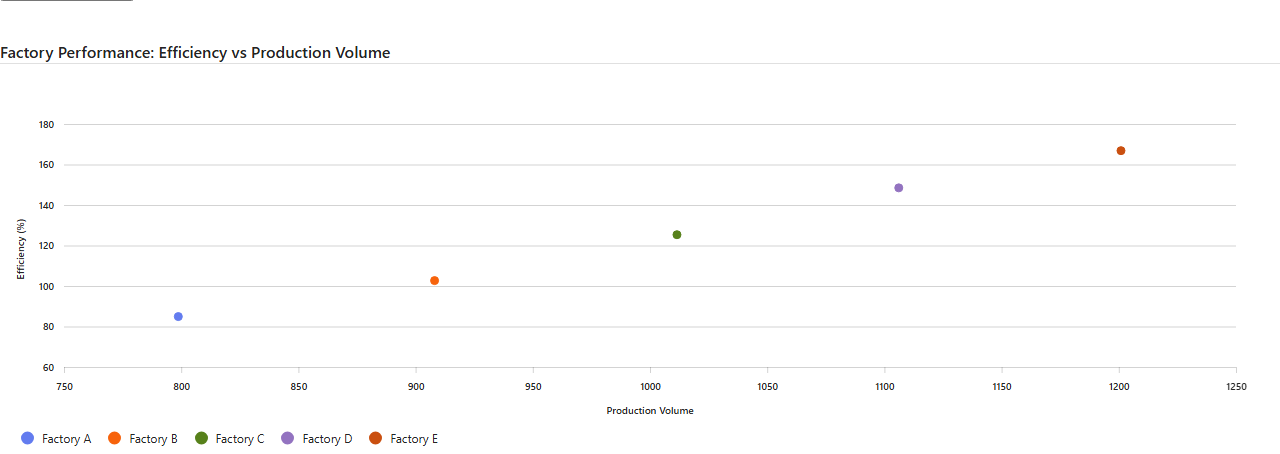 Factory Performance: Efficiency vs Production Volume
180
160
140
120
100
80
60
Efficiency (%)
750 800 850 900 950 1000 1050 1100 1150 1200 1250
Production Volume
Factory A Factory B Factory C Factory D Factory E